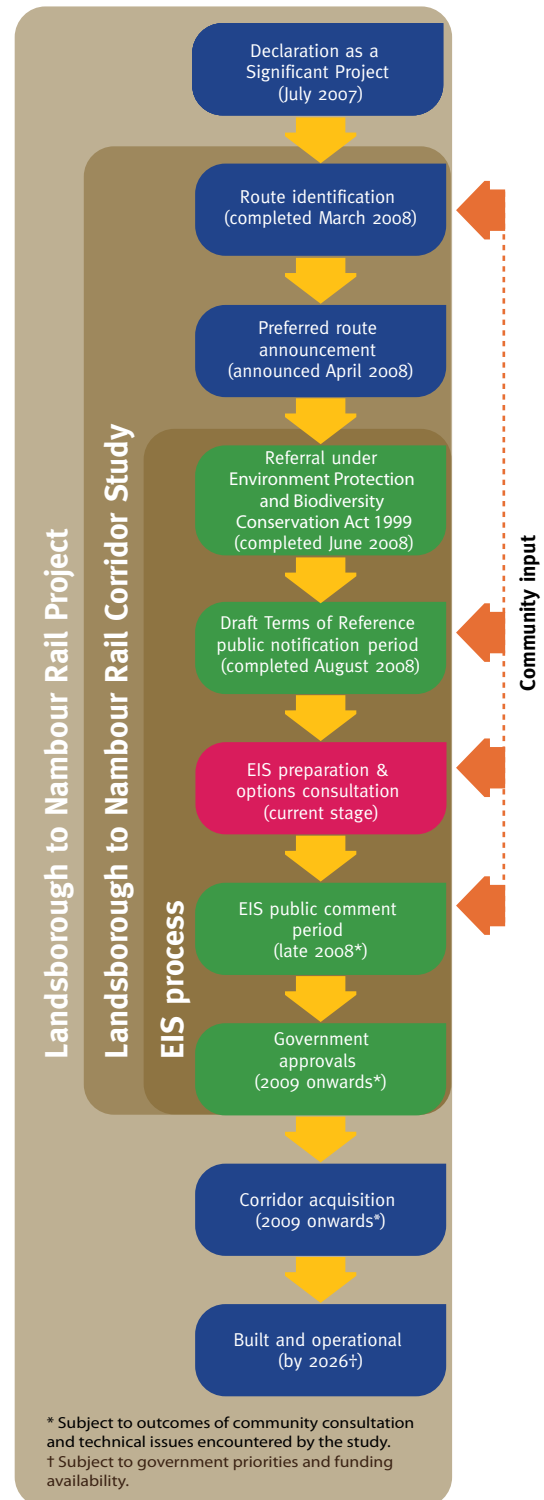 Declaration as a
Significant Project
(July 2007)
Route identification
(completed March 2008)
Preferred route
announcement
(announced April 2008)
Referral under
Environment Protection
and Biodiversity
Conservation Act 1999
(completed June 2008)
Draft Terms of Reference
public notification period
(completed August 2008)
EIS preparation &
options consultation
(current stage)
EIS public comment
period
(late 2008*)
Government
approvals
(2009 onwards*)
Corridor acquisition
(2009 onwards*)
Built and operational
(by 2026†)
Landsborough to Nambour Rail Project
Landsborough to Nambour Rail Corridor Study
EIS process
Community input
* Subject to outcomes of community consultation
and technical issues encountered by the study.
† Subject to government priorities and funding
availability.